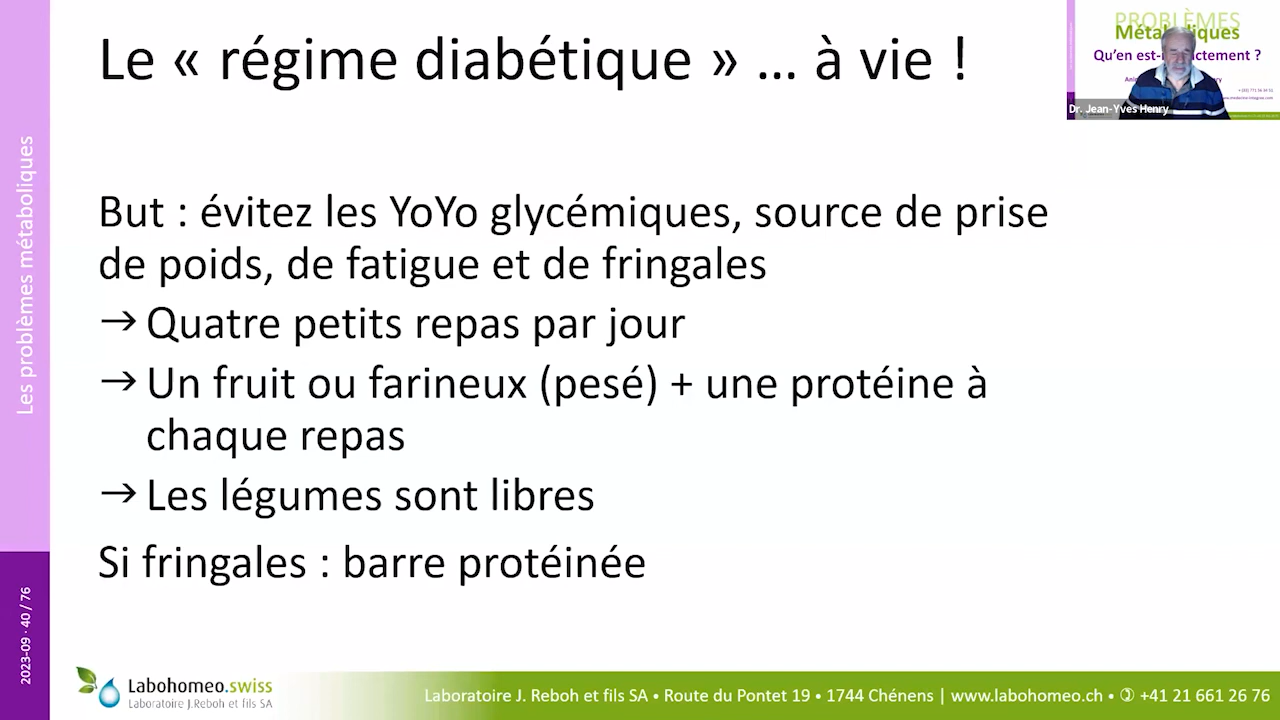 Le « régime diabétique » … à vie !
PROBLÈMES
Métaboliques
Qu’en est-
ctement ?
Dr. Jean-Yves Henry
But : évitez les YoYo glycémiques, source de prise
de poids, de fatigue et de fringales
→ Quatre petits repas par jour
→ Un fruit ou farineux (pesé) + une protéine à
chaque repas
→ Les légumes sont libres
Si fringales : barre protéinée
Les problèmes métaboliques
2023-09 · 40 / 76
Labohomeo.swiss
Laboratoire J.Reboh et fils SA
Laboratoire J. Reboh et fils SA • Route du Pontet 19 • 1744 Chénens | www.labohomeo.ch • ✆ +41 21 661 26 76